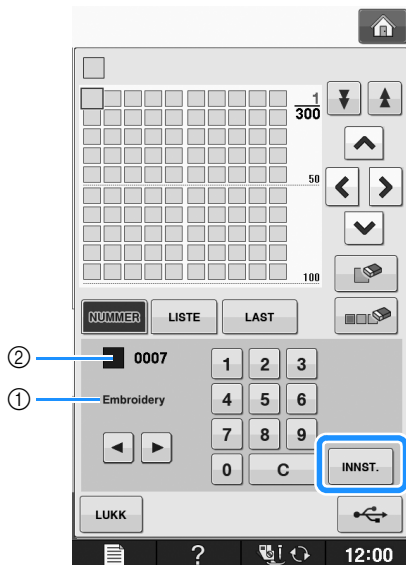 1
300
50
100
NUMMER LISTE LAST
② 0007
① Embroidery
1 2 3
4 5 6
7 8 9
0 C
INNST.
LUKK
? 12:00